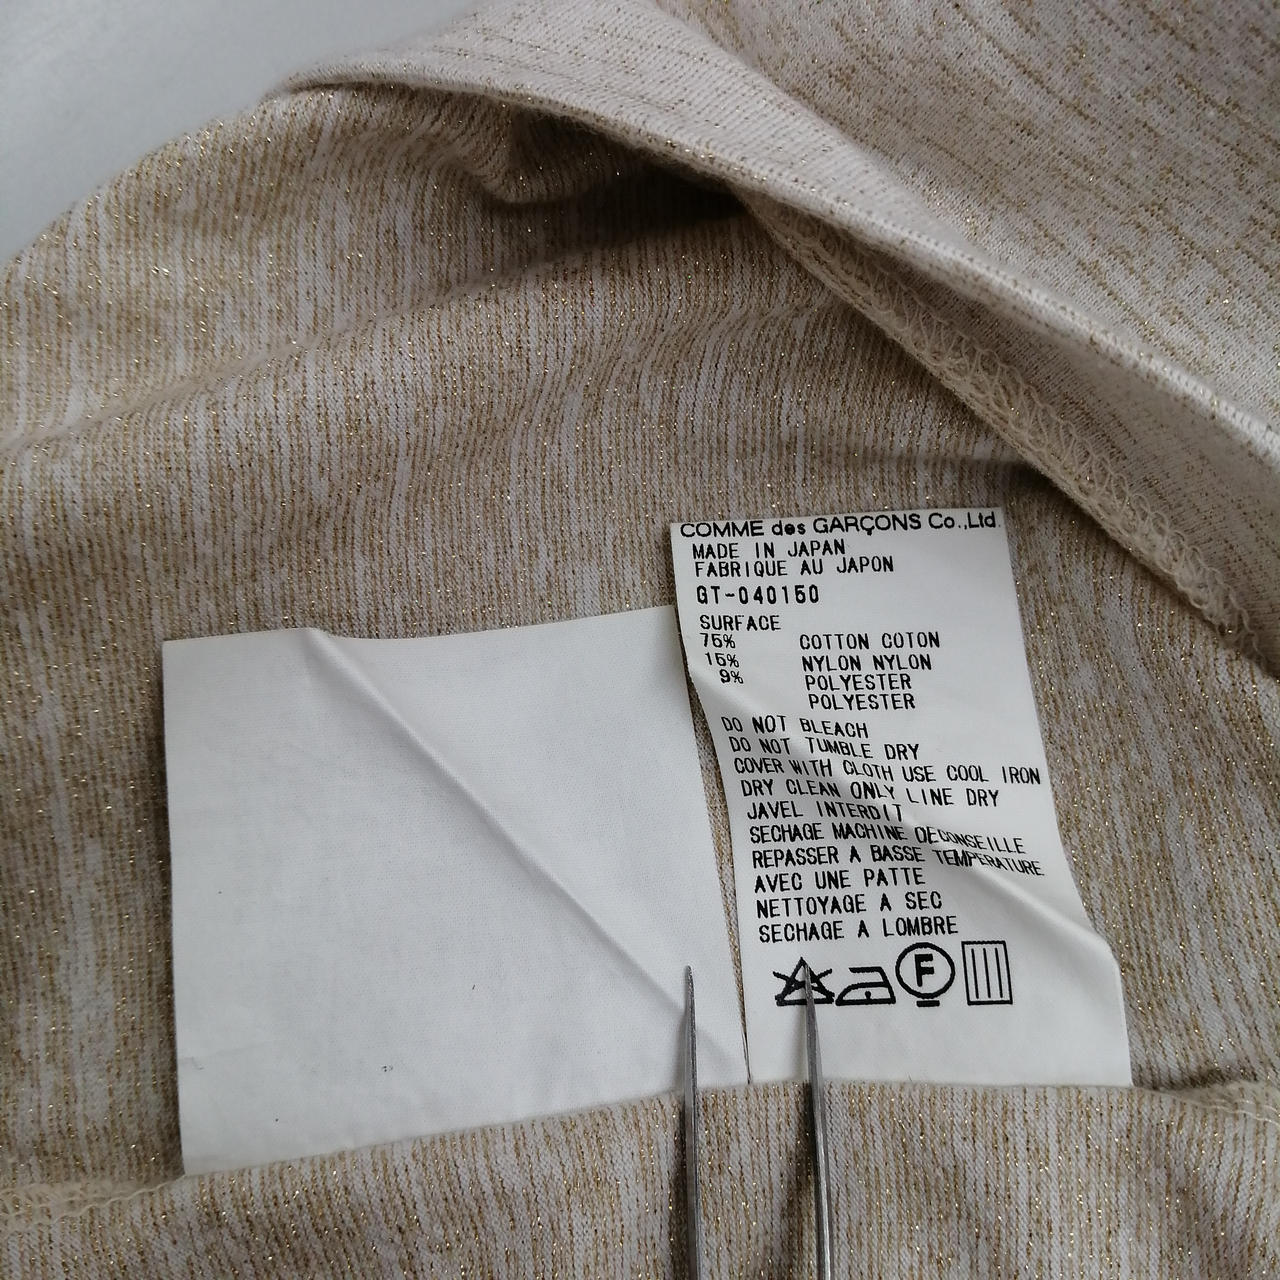 COMME des GARÇONS Co.,Ltd.
MADE IN JAPAN
FABRIQUE AU JAPON
GT-040150
SURFACE
75% COTTON COTON
15% NYLON NYLON
9% POLYESTER
POLYESTER
DO NOT BLEACH
DO NOT TUMBLE DRY
COVER WITH CLOTH USE COOL IRON
DRY CLEAN ONLY LINE DRY
JAVEL INTERDIT
SECHAGE MACHINE DECONSEILLE
REPASSER A BASSE TEMPERATURE
AVEC UNE PATTE
NETTOYAGE A SEC
SECHAGE A LOMBRE
F